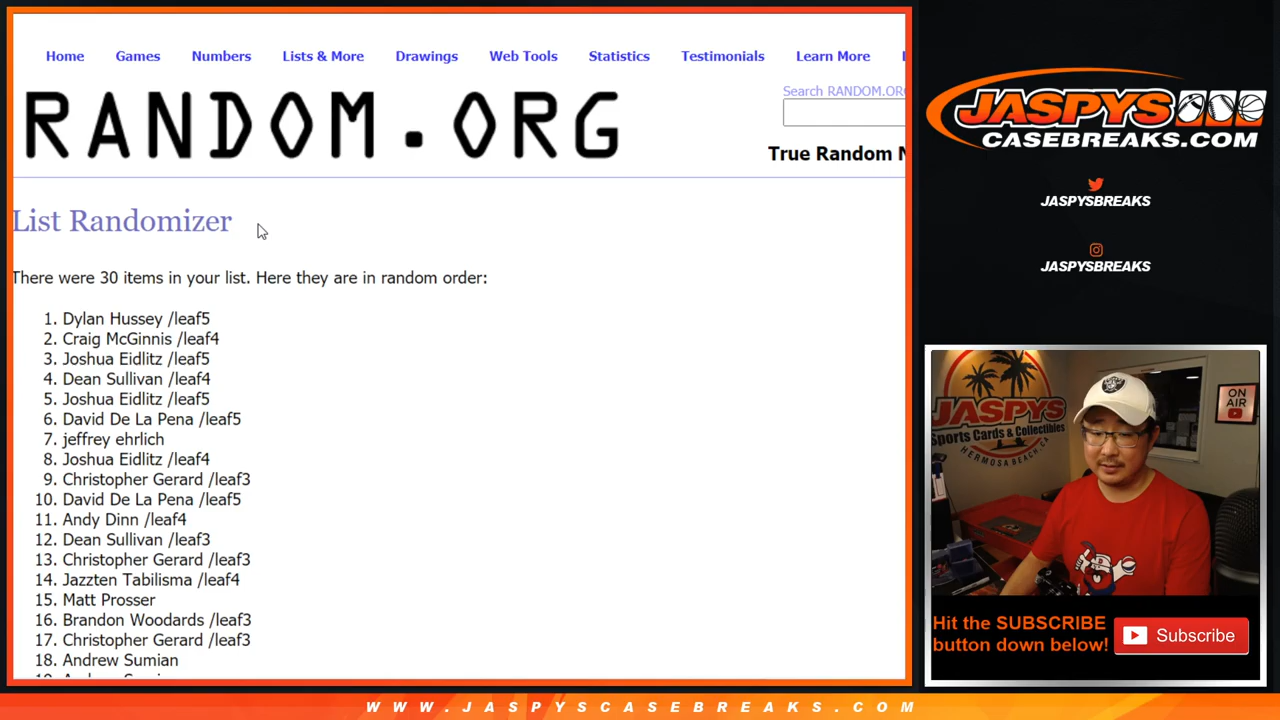 Home Games Numbers Lists & More Drawings Web Tools Statistics Testimonials Learn More
RANDOM.ORG
Search RANDOM.ORG
True Random N
List Randomizer
There were 30 items in your list. Here they are in random order:
1. Dylan Hussey /leaf5
2. Craig McGinnis /leaf4
3. Joshua Eidlitz /leaf5
4. Dean Sullivan /leaf4
5. Joshua Eidlitz /leaf5
6. David De La Pena /leaf5
7. jeffrey ehrlich
8. Joshua Eidlitz /leaf4
9. Christopher Gerard /leaf3
10. David De La Pena /leaf5
11. Andy Dinn /leaf4
12. Dean Sullivan /leaf3
13. Christopher Gerard /leaf3
14. Jazzten Tabilisma /leaf4
15. Matt Prosser
16. Brandon Woodards /leaf3
17. Christopher Gerard /leaf3
18. Andrew Sumian
JASPYS
CASEBREAKS.COM
JASPYSBREAKS
JASPYSBREAKS
JASPYS
Sports Cards & Collectibles
HERMOSA BEACH, CA
ON
AIR
Hit the SUBSCRIBE
button down below!
Subscribe
WWW.JASPYSCASEBREAKS.COM